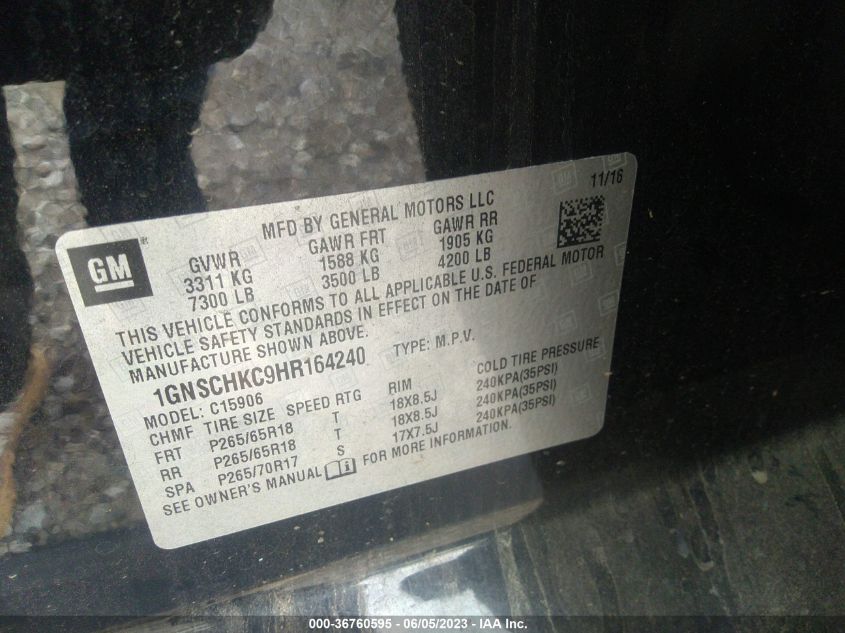 11/16
MFD BY GENERAL MOTORS LLC
GM
GVWR GAWR FRT GAWR RR
3311 KG 1588 KG 1905 KG
7300 LB 3500 LB 4200 LB
THIS VEHICLE CONFORMS TO ALL APPLICABLE U.S. FEDERAL MOTOR
VEHICLE SAFETY STANDARDS IN EFFECT ON THE DATE OF
MANUFACTURE SHOWN ABOVE.
1GNSCHKC9HR164240 TYPE: M.P.V.
MODEL: C15906
CHMF TIRE SIZE SPEED RTG RIM COLD TIRE PRESSURE
FRT P265/65R18 T 18X8.5J 240KPA(35PSI)
RR P265/65R18 T 18X8.5J 240KPA(35PSI)
SPA P265/70R17 S 17X7.5J 240KPA(35PSI)
SEE OWNER'S MANUAL FOR MORE INFORMATION.
000-36760595 - 06/05/2023 - IAA Inc.